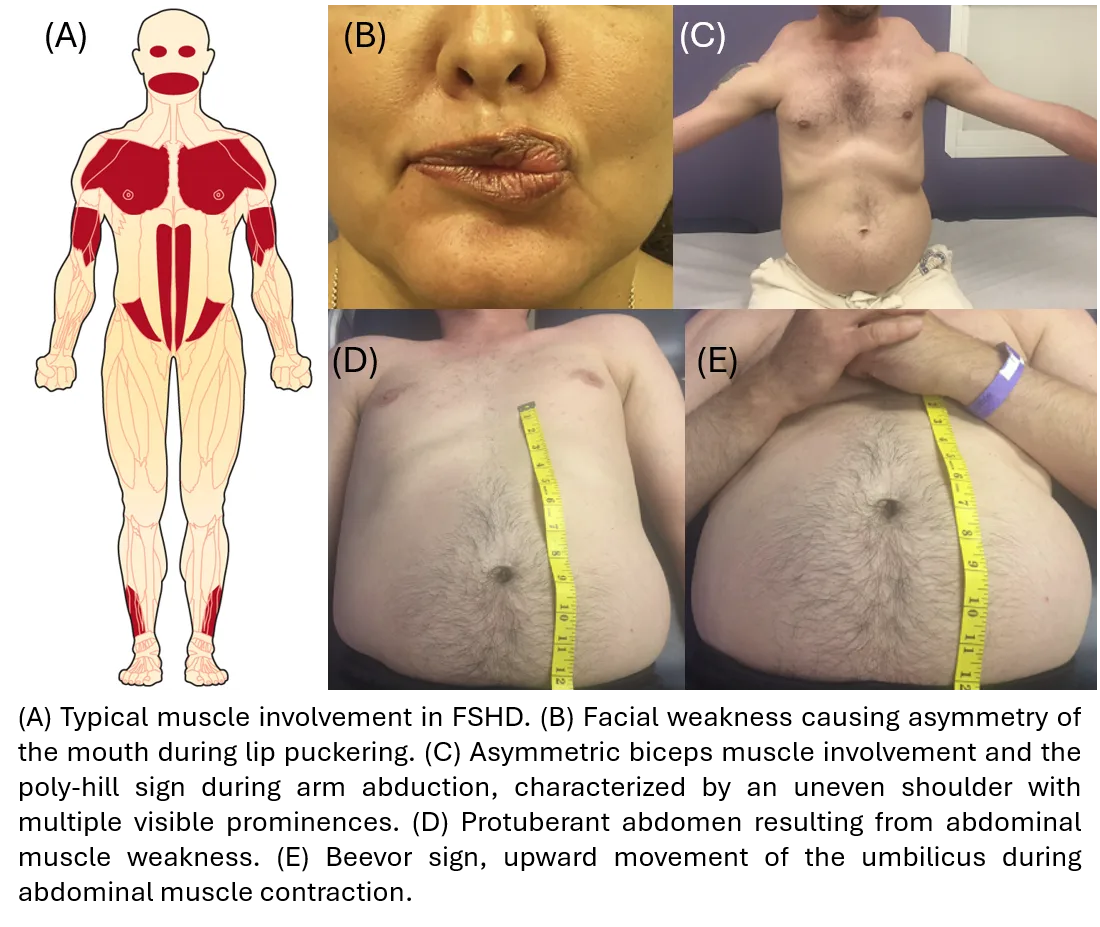 (A)
(B)
(C)
(D)
(E)
(A) Typical muscle involvement in FSHD. (B) Facial weakness causing asymmetry of
the mouth during lip puckering. (C) Asymmetric biceps muscle involvement and the
poly-hill sign during arm abduction, characterized by an uneven shoulder with
multiple visible prominences. (D) Protuberant abdomen resulting from abdominal
muscle weakness. (E) Beevor sign, upward movement of the umbilicus during
abdominal muscle contraction.